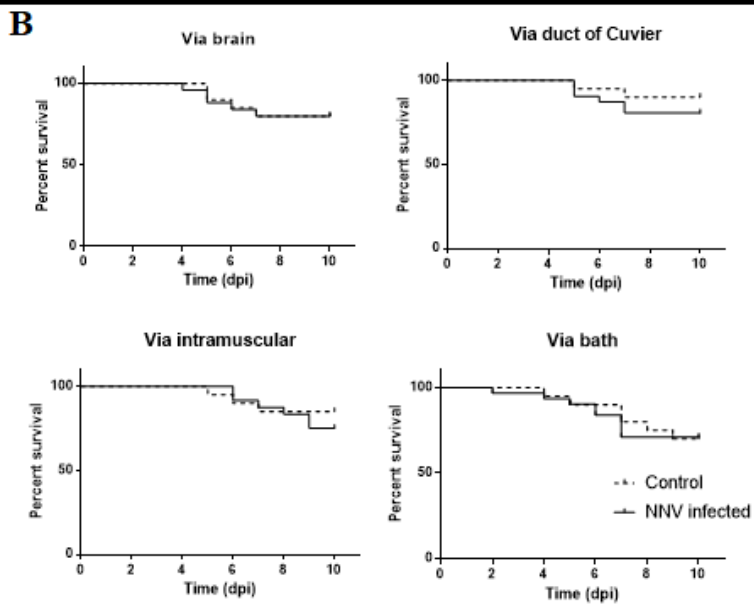 B
Via brain
Percent survival
100
50
0
0 2 4 6 8 10
Time (dpi)
Via duct of Cuvier
Percent survival
100
50
0
0 2 4 6 8 10
Time (dpi)
Via intramuscular
Percent survival
100
50
0
0 2 4 6 8 10
Time (dpi)
Via bath
Percent survival
100
50
0
0 2 4 6 8 10
Time (dpi)
Control
NNV infected